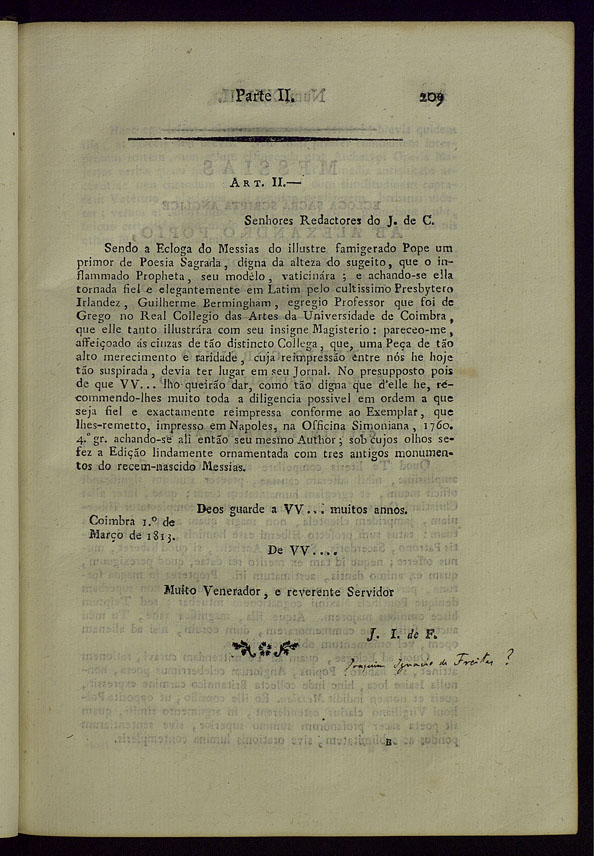 Parte II.
209
ART. II.—
Senhores Redactores do J. de C.
Sendo a Ecloga do Messias do illustre famigerado Pope um
primor de Poesia Sagrada, digna da alteza do sugeito, que o in-
flammado Propheta, seu modêlo, vaticinára; e achando-se ella
tornada fiel e elegantemente em Latim pelo cultissimo Presbytero
Irlandez, Guilherme Bermingham, egregio Professor que foi de
Grego no Real Collegio das Artes da Universidade de Coimbra,
que elle tanto illustrára com seu insigne Magisterio: pareceo-me,
affeiçoado ás cinzas de tão distincto Collega, que, uma Peça de tão
alto merecimento e raridade, cuja reimpressão entre nós he hoje
tão suspirada, devia ter lugar em seu Jornal. No presupposto pois
de que VV... lho queirão dar, como tão digna que d'elle he, ré-
commendo-lhes muito toda a diligencia possivel em ordem a que
seja fiel e exactamente reimpressa conforme ao Exemplar, que
lhes-remetto, impresso em Napoles, na Officina Simoniana, 1760.
4.º gr. achando-se ali então seu mesmo Author; sob cujos olhos se-
fez a Edição lindamente ornamentada com tres antigos monumen-
tos do recem-nascido Messias.
Deos guarde a VV... muitos annos.
Coimbra 1.º de
Março de 1813.
De VV....
Muito Venerador, e reverente Servidor
J. I. de F.
Joaquim Ignacio de Freitas ?
B